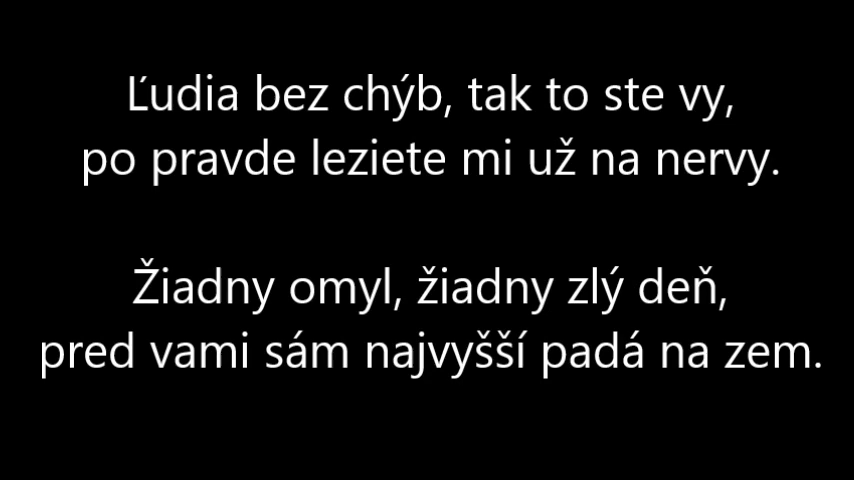 Ľudia bez chýb, tak to ste vy,
po pravde leziete mi už na nervy.
Žiadny omyl, žiadny zlý deň,
pred vami sám najvyšší padá na zem.